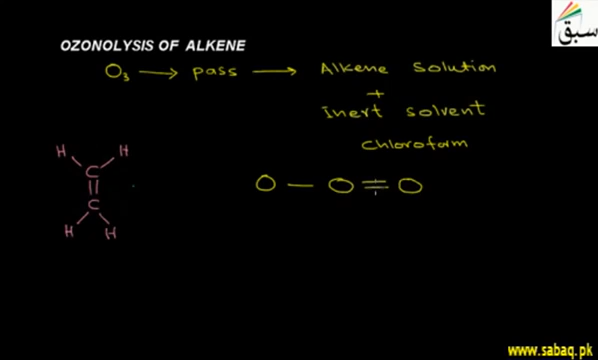 سبق
OZONOLYSIS OF ALKENE
O₃ ⟶ pass ⟶ Alkene solution
+
Inert solvent
chloroform
H H
C
||
C
H H
O — O = O
www.sabaq.pk